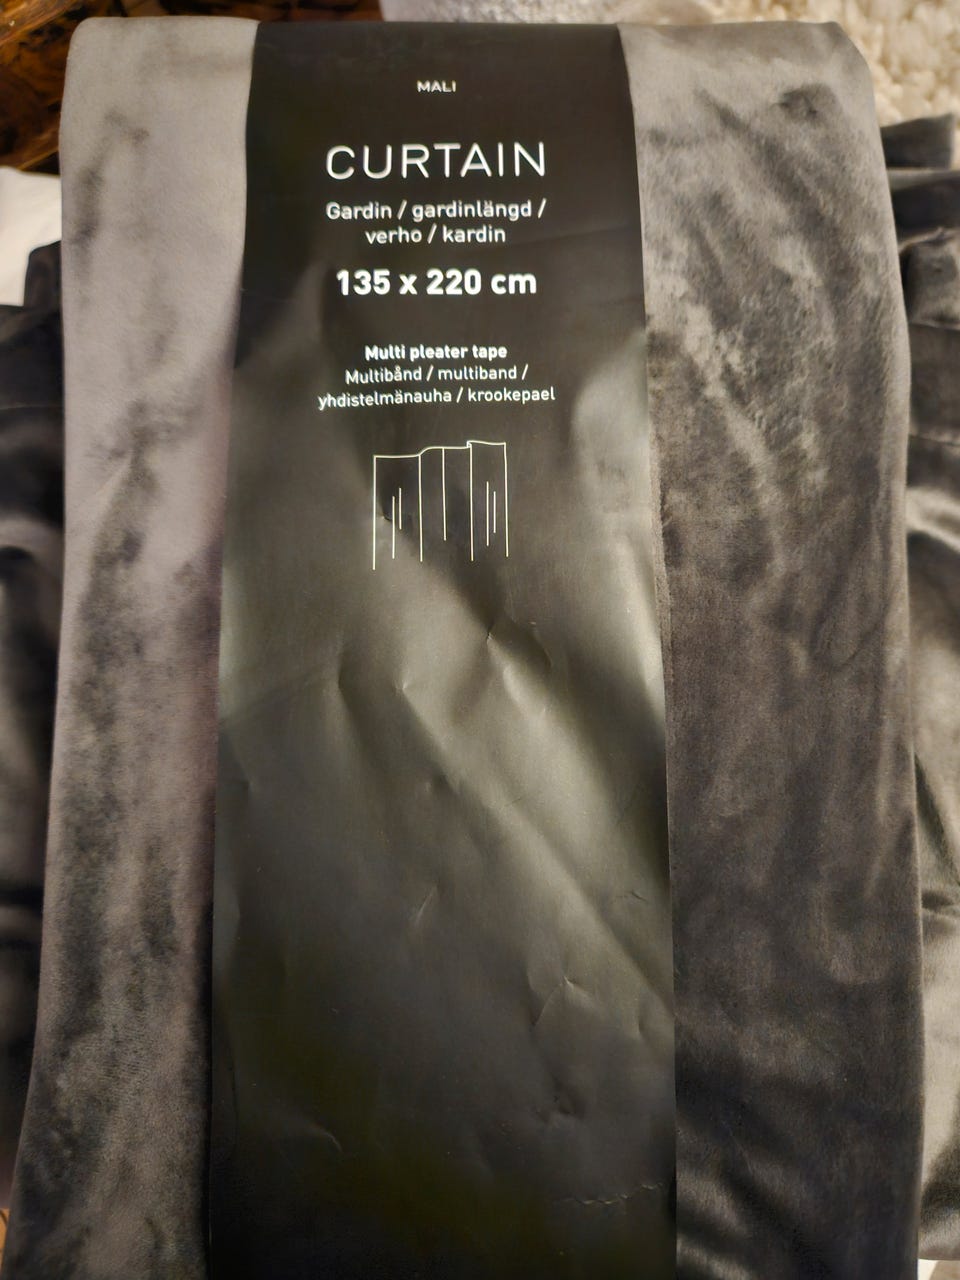 MALI
CURTAIN
Gardin / gardinlängd /
verho / kardin
135 x 220 cm
Multi pleater tape
Multibånd / multiband /
yhdistelmänauha / krookepael